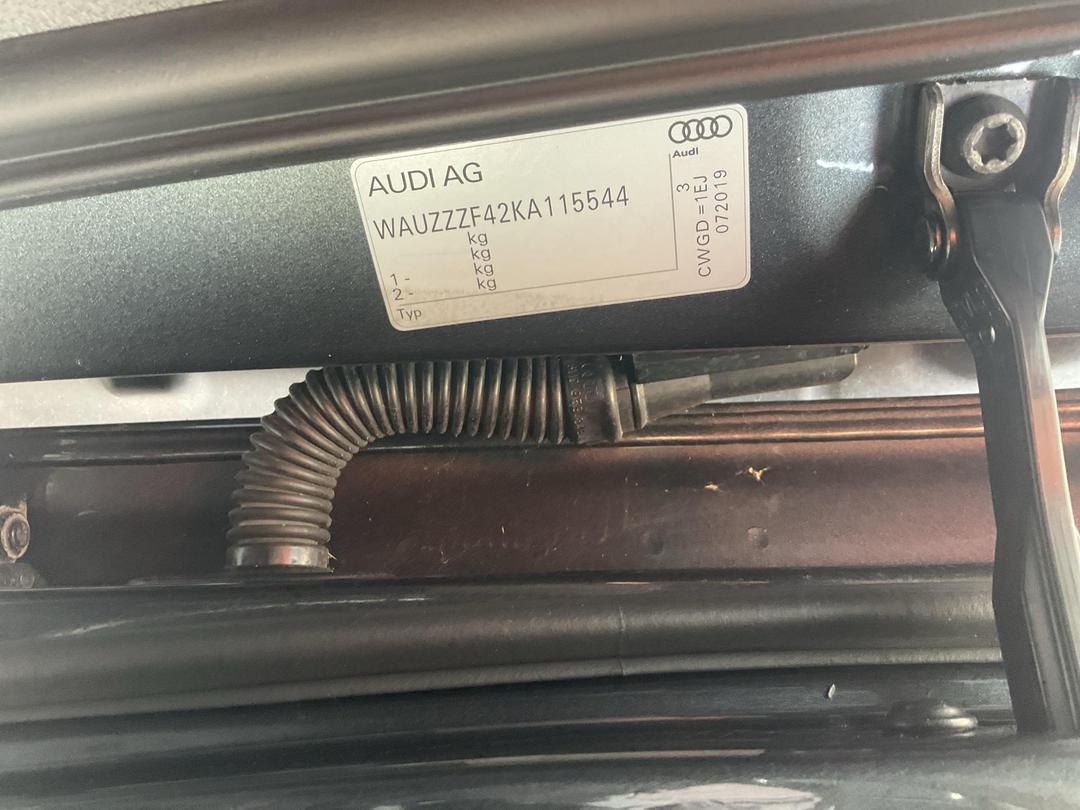 AUDI AG
Audi
WAUZZZF42KA115544
kg
kg
1 - kg
2 - kg
Typ
3
CWGD=1EJ
072019